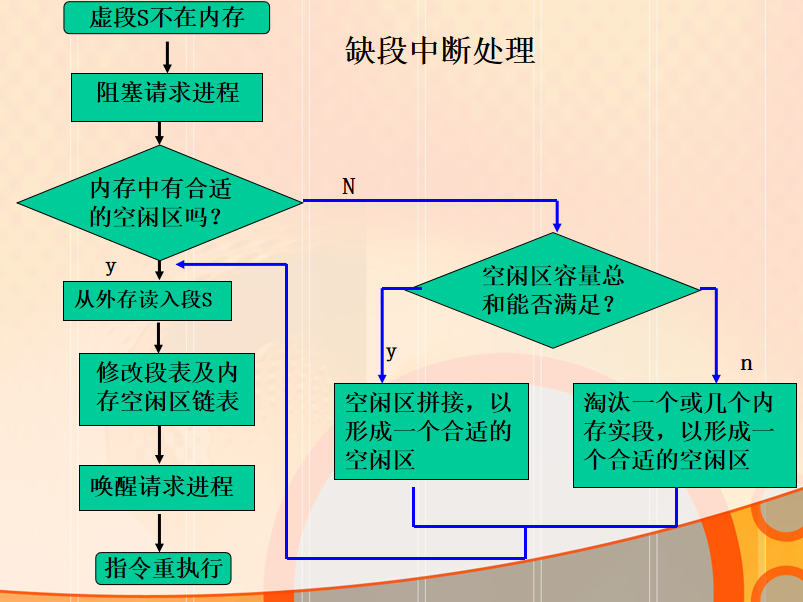 虚段S不在内存
缺段中断处理
阻塞请求进程
内存中有合适
的空闲区吗？
N
y
从外存读入段S
空闲区容量总
和能否满足？
y
n
修改段表及内
存空闲区链表
空闲区拼接，以
形成一个合适的
空闲区
淘汰一个或几个内
存实段，以形成一
个合适的空闲区
唤醒请求进程
指令重执行